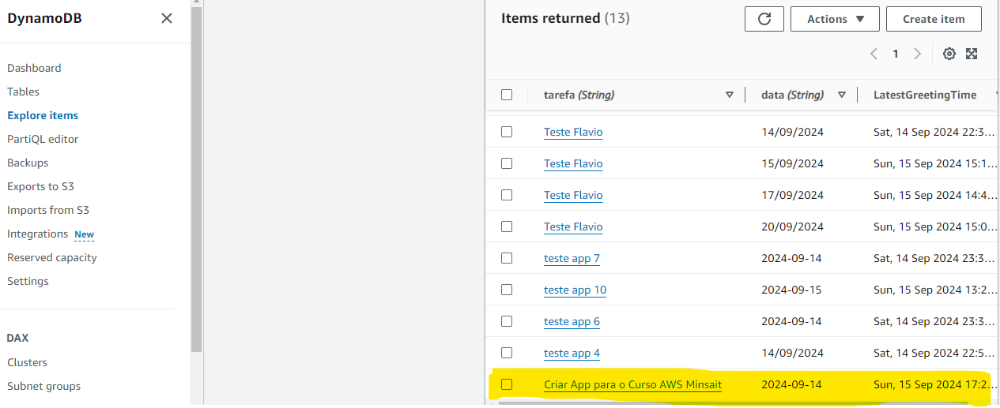 DynamoDB
Dashboard
Tables
Explore items
PartiQL editor
Backups
Exports to S3
Imports from S3
Integrations New
Reserved capacity
Settings
DAX
Clusters
Subnet groups
Items returned (13)
Actions
Create item
1
tarefa (String) data (String) LatestGreetingTime
Teste Flavio 14/09/2024 Sat, 14 Sep 2024 22:3...
Teste Flavio 15/09/2024 Sun, 15 Sep 2024 15:1...
Teste Flavio 17/09/2024 Sun, 15 Sep 2024 14:4...
Teste Flavio 20/09/2024 Sun, 15 Sep 2024 15:0...
teste app 7 2024-09-14 Sat, 14 Sep 2024 23:3...
teste app 10 2024-09-15 Sun, 15 Sep 2024 13:2...
teste app 6 2024-09-14 Sat, 14 Sep 2024 23:3...
teste app 4 14/09/2024 Sat, 14 Sep 2024 22:5...
Criar App para o Curso AWS Minsait 2024-09-14 Sun, 15 Sep 2024 17:2...